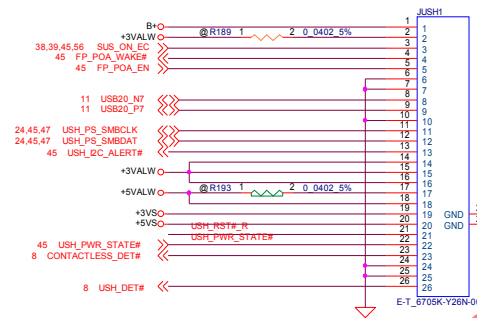 JUSH1
B+ 1 1
+3VALW @ R189 1 2 0_0402_5% 2 2
38,39,45,56 SUS_ON_EC 3 3
45 FP_POA_WAKE# 4 4
45 FP_POA_EN 5 5
6 6
7 7
11 USB20_N7 8 8
11 USB20_P7 9 9
10 10
24,45,47 USH_PS_SMBCLK 11 11
24,45,47 USH_PS_SMBDAT 12 12
45 USH_I2C_ALERT# 13 13
14 14
+3VALW 15 15
16 16
+5VALW @ R193 1 2 0_0402_5% 17 17
18 18
+3VS 19 19 GND
+5VS 20 20 GND
USH_RST#_R 21 21
USH_PWR_STATE#
45 USH_PWR_STATE# 22 22
8 CONTACTLESS_DET# 23 23
24 24
25 25
8 USH_DET# 26 26
E-T_6705K-Y26N-00